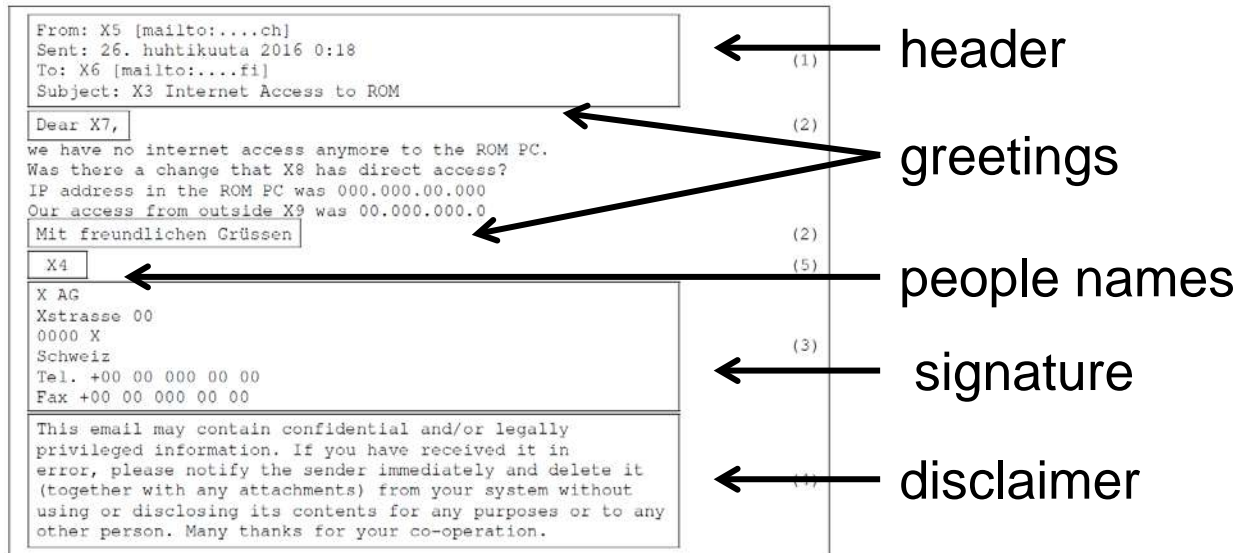 From: X5 [mailto:....ch]
Sent: 26. huhtikuuta 2016 0:18
To: X6 [mailto:....fi]
Subject: X3 Internet Access to ROM
(1)
header
Dear X7,
(2)
we have no internet access anymore to the ROM PC.
Was there a change that X8 has direct access?
IP address in the ROM PC was 000.000.00.000
Our access from outside X9 was 00.000.000.0
greetings
Mit freundlichen Grüssen
(2)
X4
(5)
people names
X AG
Xstrasse 00
0000 X
Schweiz
Tel. +00 00 000 00 00
Fax +00 00 000 00 00
(3)
signature
This email may contain confidential and/or legally
privileged information. If you have received it in
error, please notify the sender immediately and delete it
(together with any attachments) from your system without
using or disclosing its contents for any purposes or to any
other person. Many thanks for your co-operation.
(4)
disclaimer